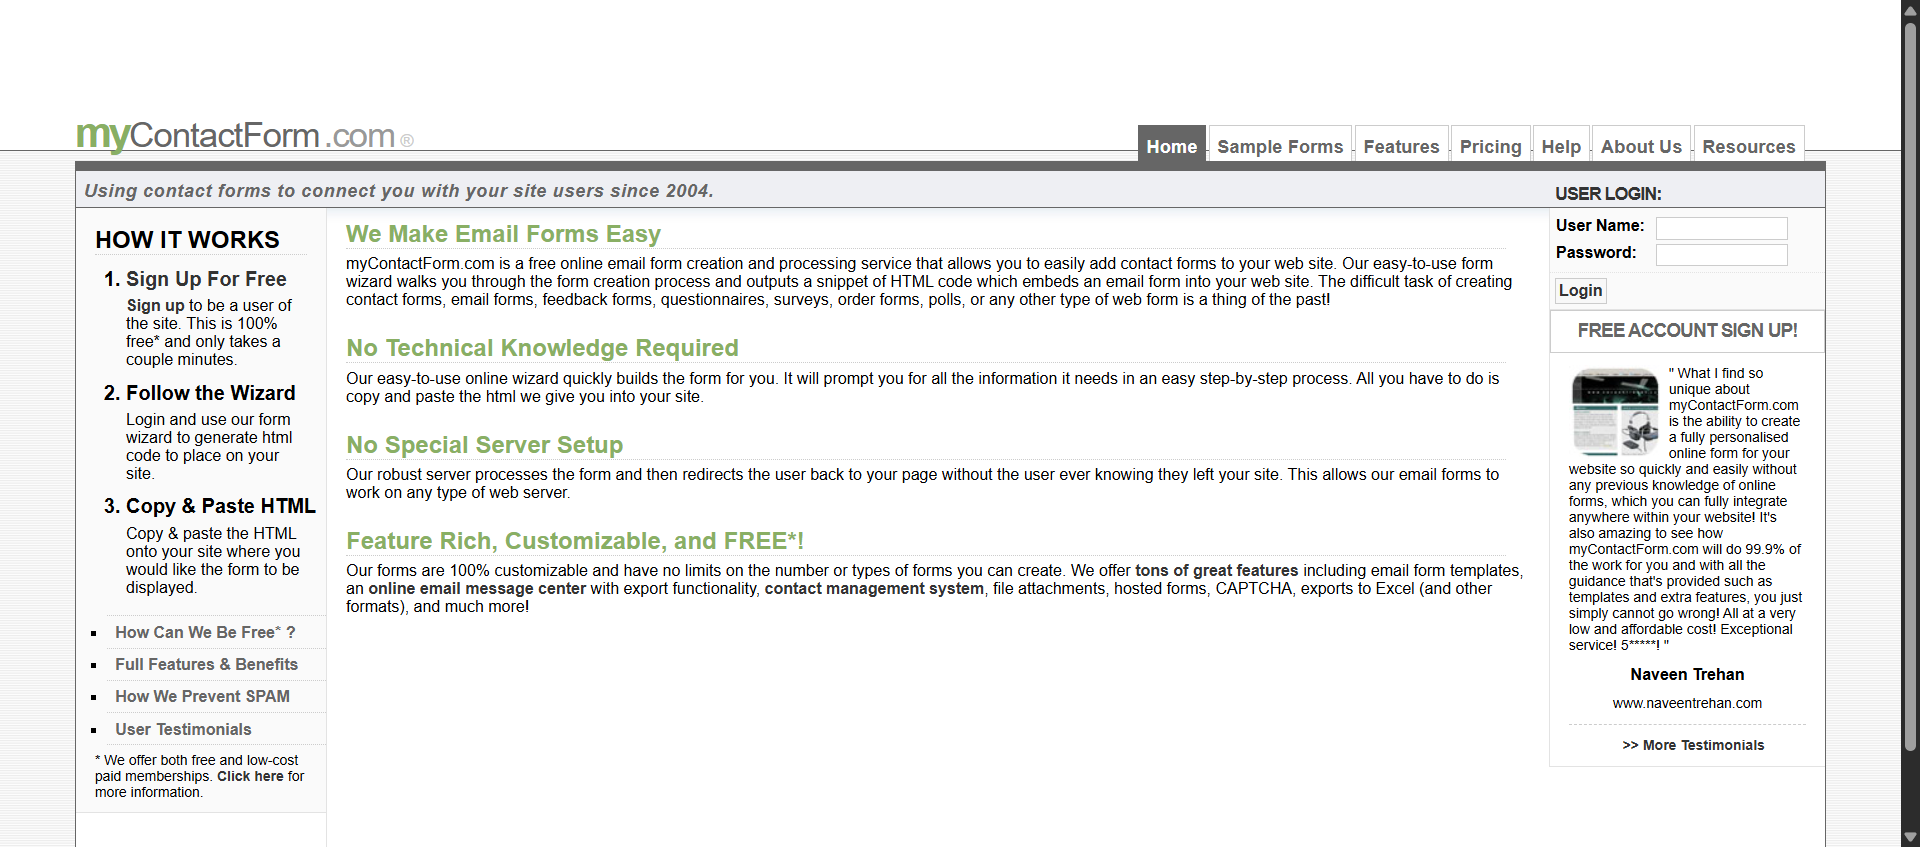 myContactForm.com®
Home
Sample Forms
Features
Pricing
Help
About Us
Resources
Using contact forms to connect you with your site users since 2004.
HOW IT WORKS
1. Sign Up For Free
Sign up to be a user of
the site. This is 100%
free* and only takes a
couple minutes.
2. Follow the Wizard
Login and use our form
wizard to generate html
code to place on your
site.
3. Copy & Paste HTML
Copy & paste the HTML
onto your site where you
would like the form to be
displayed.
How Can We Be Free* ?
Full Features & Benefits
How We Prevent SPAM
User Testimonials
* We offer both free and low-cost
paid memberships. Click here for
more information.
We Make Email Forms Easy
myContactForm.com is a free online email form creation and processing service that allows you to easily add contact forms to your web site. Our easy-to-use form
wizard walks you through the form creation process and outputs a snippet of HTML code which embeds an email form into your web site. The difficult task of creating
contact forms, email forms, feedback forms, questionnaires, surveys, order forms, polls, or any other type of web form is a thing of the past!
No Technical Knowledge Required
Our easy-to-use online wizard quickly builds the form for you. It will prompt you for all the information it needs in an easy step-by-step process. All you have to do is
copy and paste the html we give you into your site.
No Special Server Setup
Our robust server processes the form and then redirects the user back to your page without the user ever knowing they left your site. This allows our email forms to
work on any type of web server.
Feature Rich, Customizable, and FREE*!
Our forms are 100% customizable and have no limits on the number or types of forms you can create. We offer tons of great features including email form templates,
an online email message center with export functionality, contact management system, file attachments, hosted forms, CAPTCHA, exports to Excel (and other
formats), and much more!
USER LOGIN:
User Name:
Password:
Login
FREE ACCOUNT SIGN UP!
" What I find so
unique about
myContactForm.com
is the ability to create
a fully personalised
online form for your
website so quickly and easily without
any previous knowledge of online
forms, which you can fully integrate
anywhere within your website! It's
also amazing to see how
myContactForm.com will do 99.9% of
the work for you and with all the
guidance that's provided such as
templates and extra features, you just
simply cannot go wrong! All at a very
low and affordable cost! Exceptional
service! 5*****! "
Naveen Trehan
www.naveentrehan.com
>> More Testimonials